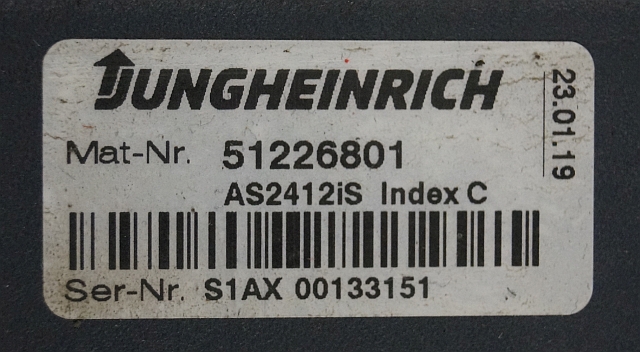 JUNGHEINRICH
23.01.19
Mat-Nr. 51226801
AS2412iS Index C
Ser-Nr. S1AX 00133151